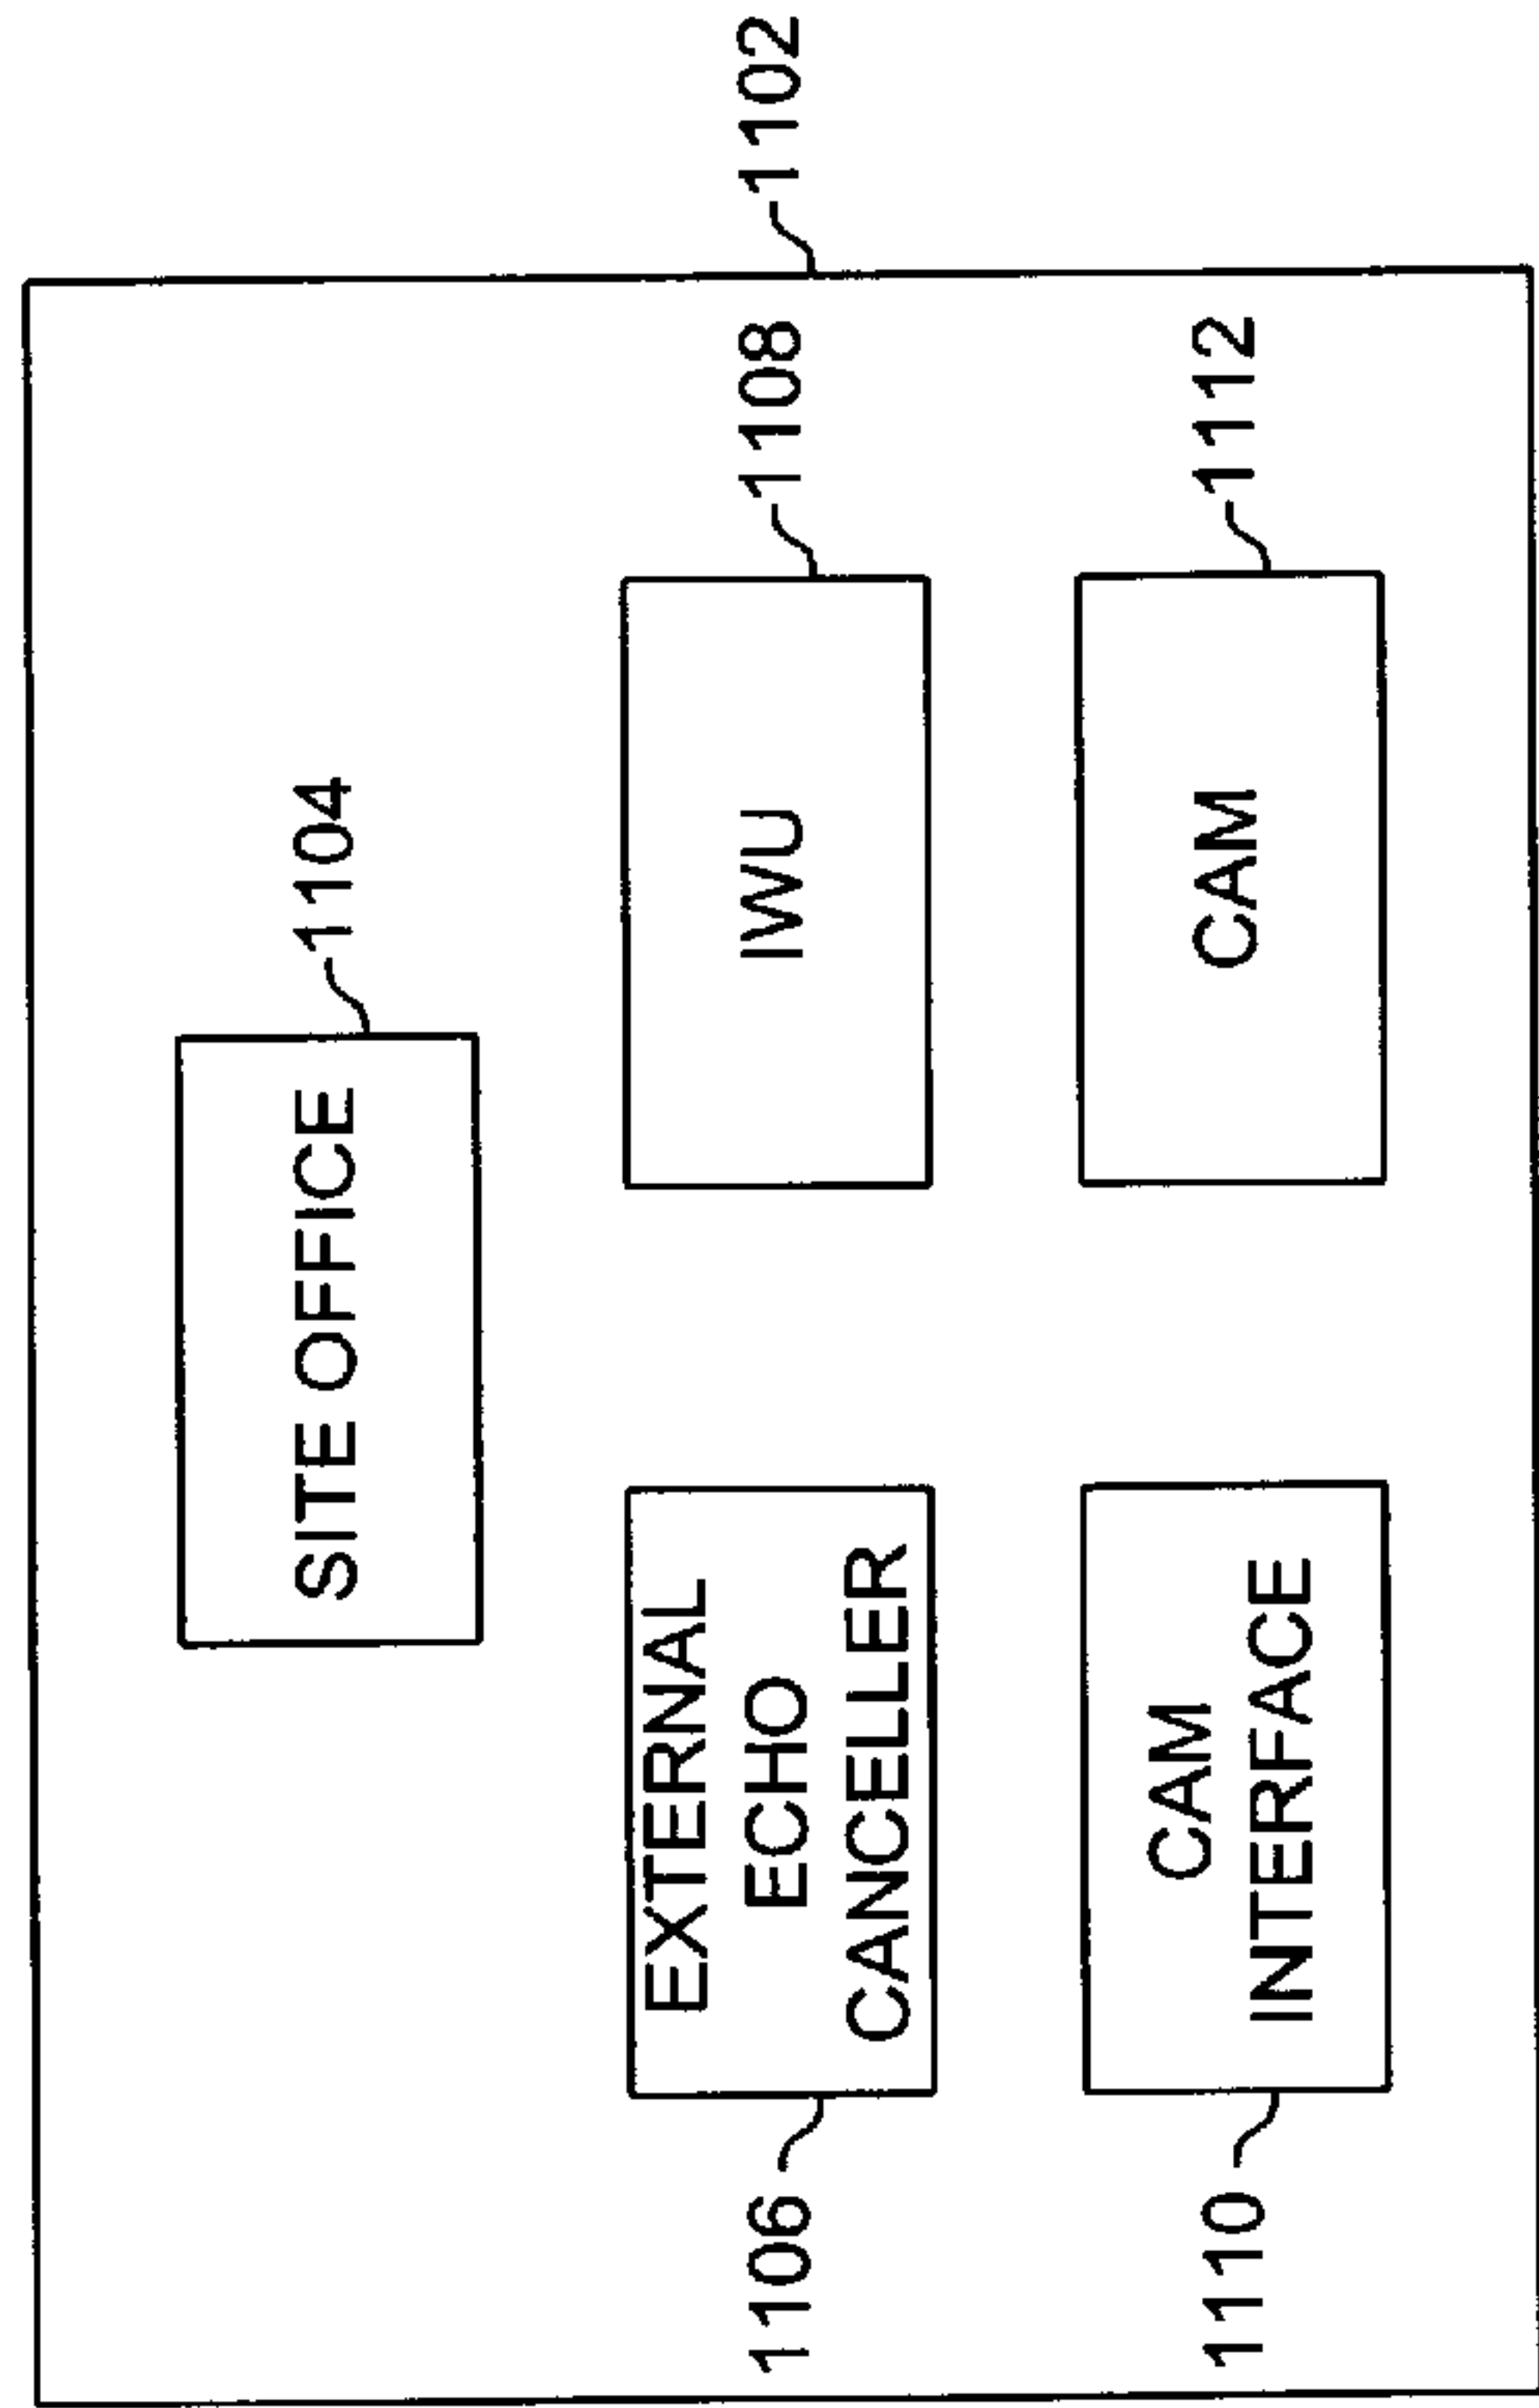 1102
SITE OFFICE
1104
1106
EXTERNAL
ECHO
CANCELLER
IWU
1108
1110
CAM
INTERFACE
CAM
1112